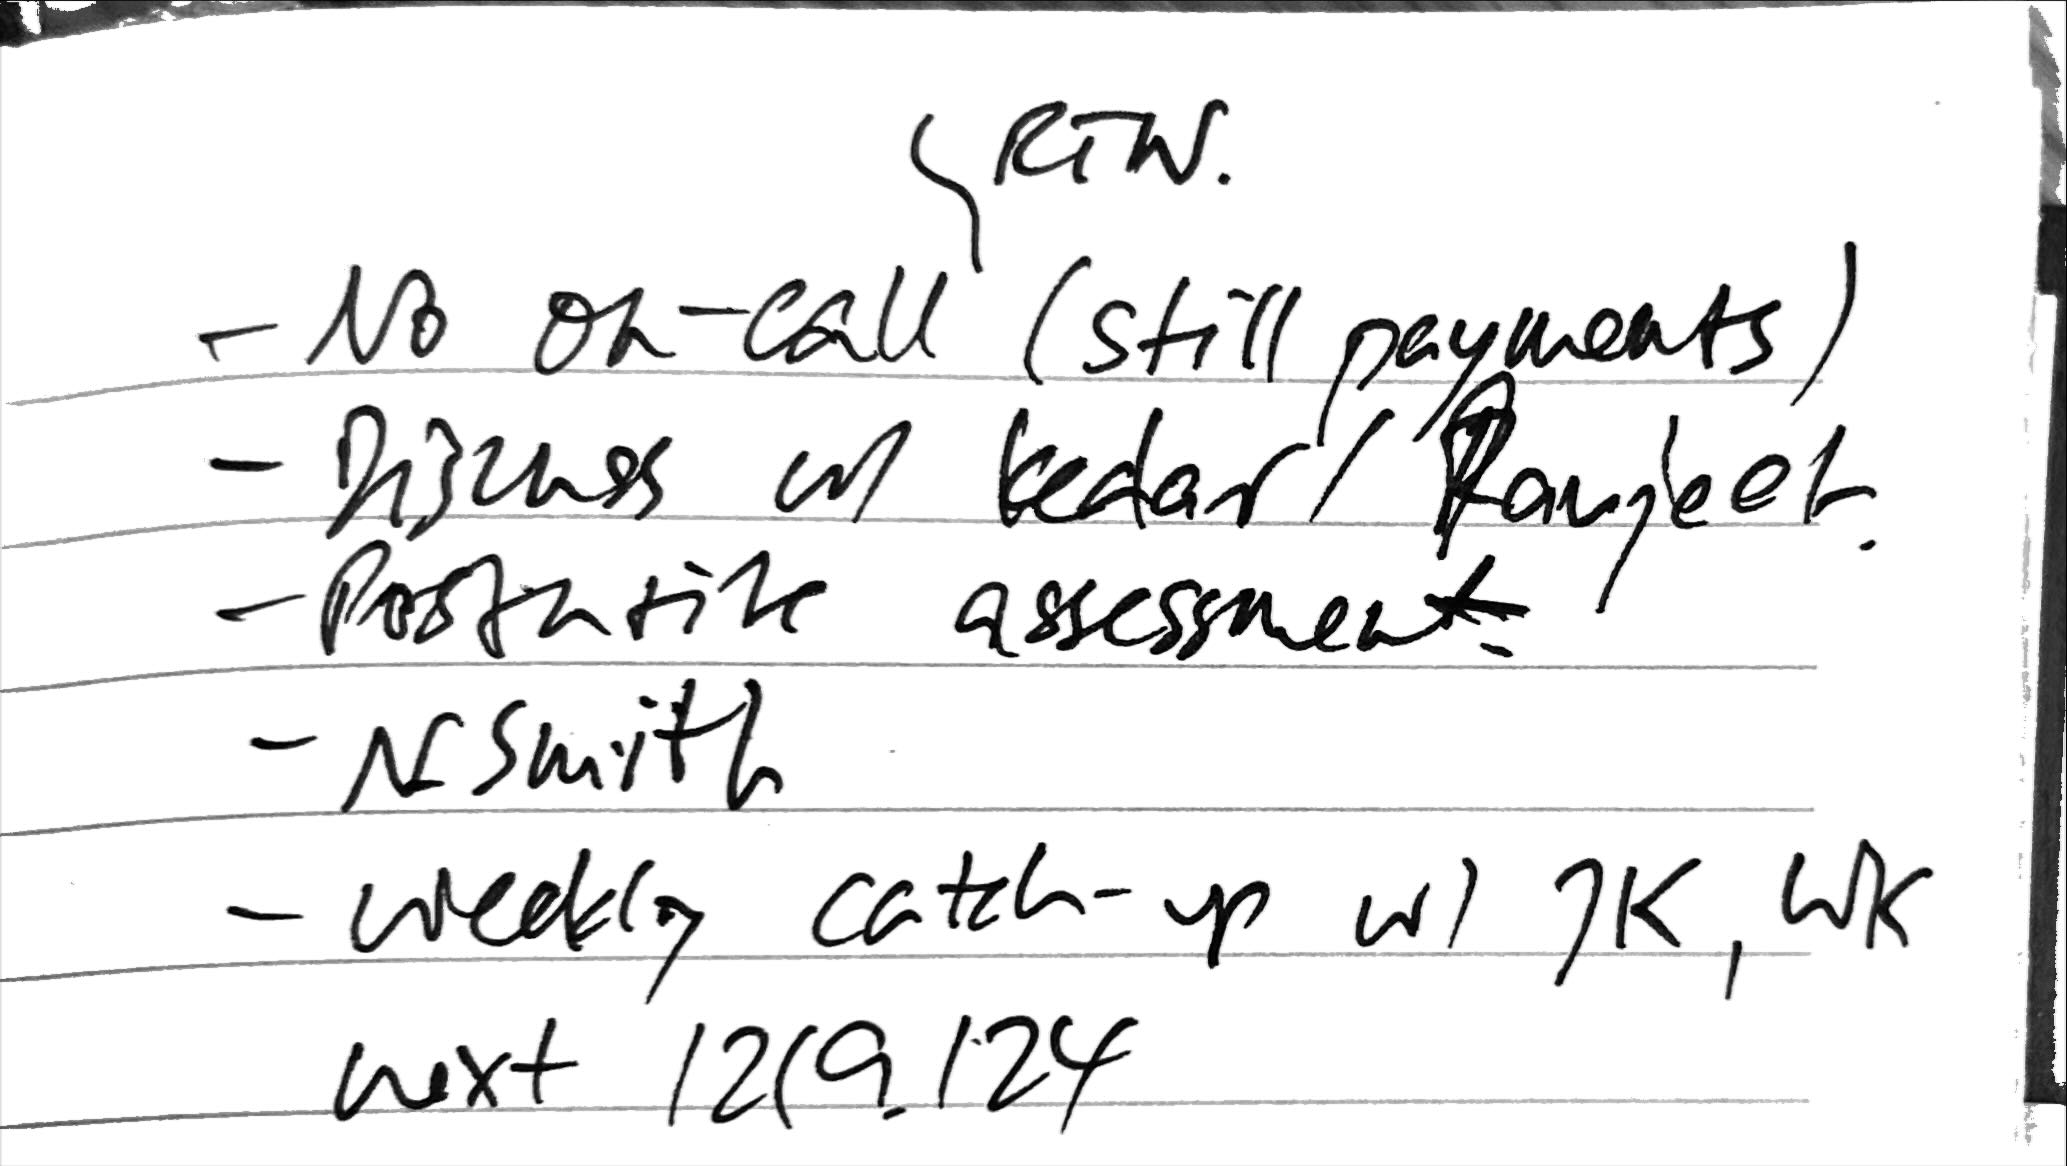 RTW.
- No on-call (still payments)
- Discuss w/ kedar / Ranjeet.
- Posturite assessment
- N Smith
- weekly catch-up w/ JK, WK
next 12/9/24